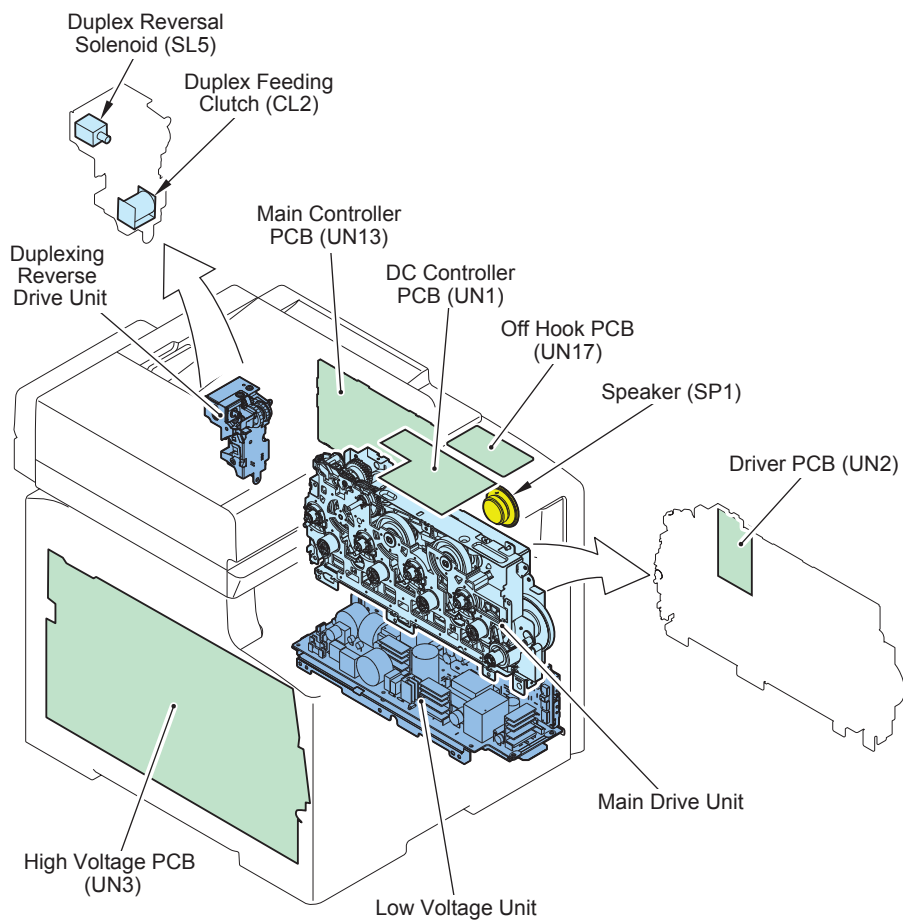 Duplex Reversal
Solenoid (SL5)
Duplex Feeding
Clutch (CL2)
Main Controller
PCB (UN13)
Duplexing
Reverse
Drive Unit
DC Controller
PCB (UN1)
Off Hook PCB
(UN17)
Speaker (SP1)
Driver PCB (UN2)
Main Drive Unit
High Voltage PCB
(UN3)
Low Voltage Unit